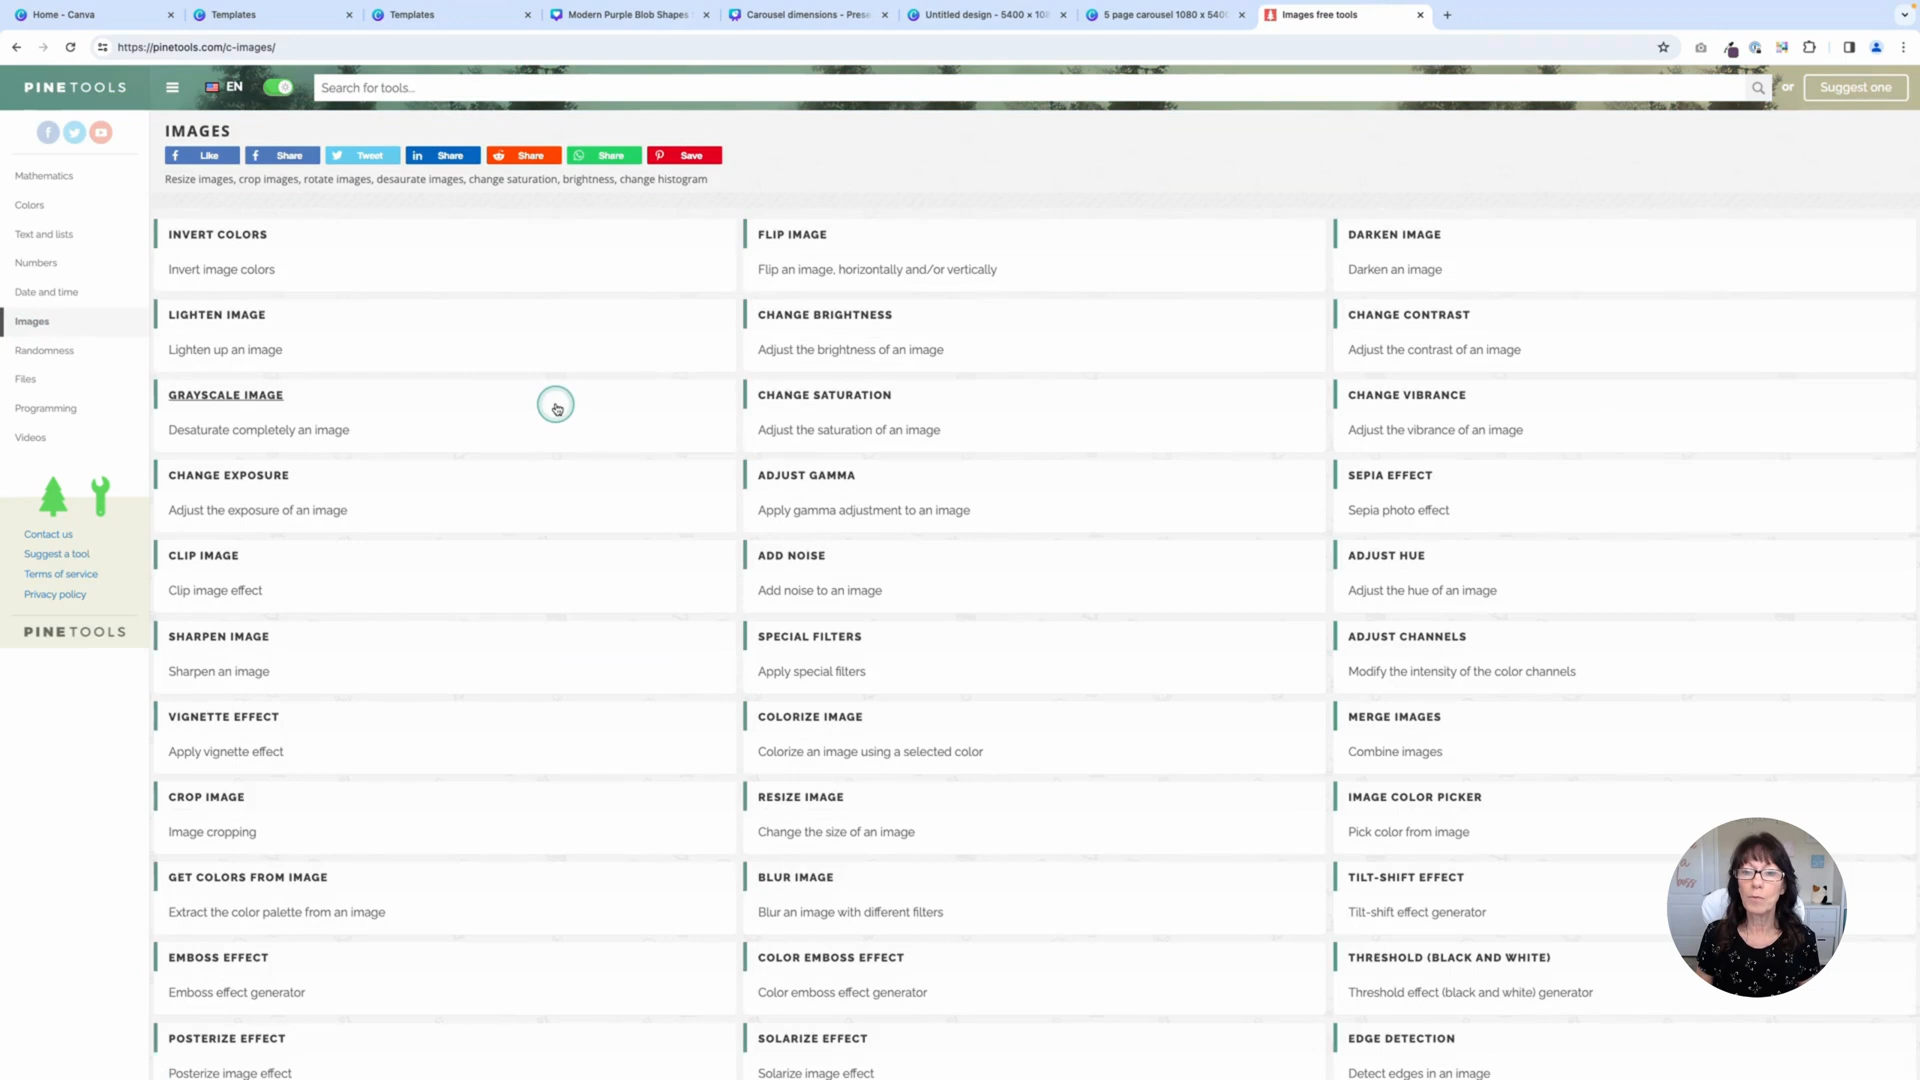 Home - Canva
Templates
Templates
Modern Purple Blob Shapes
Carousel dimensions - Prese
Untitled design - 5400 × 10
5 page carousel 1080 x 540
Images free tools
https://pinetools.com/c-images/
PINETOOLS
EN
Search for tools...
or
Suggest one
IMAGES
Like
Share
Tweet
Share
Share
Share
Save
Resize images, crop images, rotate images, desaurate images, change saturation, brightness, change histogram
Mathematics
Colors
Text and lists
Numbers
Date and time
Images
Randomness
Files
Programming
Videos
Contact us
Suggest a tool
Terms of service
Privacy policy
PINETOOLS
INVERT COLORS
Invert image colors
FLIP IMAGE
Flip an image, horizontally and/or vertically
DARKEN IMAGE
Darken an image
LIGHTEN IMAGE
Lighten up an image
CHANGE BRIGHTNESS
Adjust the brightness of an image
CHANGE CONTRAST
Adjust the contrast of an image
GRAYSCALE IMAGE
Desaturate completely an image
CHANGE SATURATION
Adjust the saturation of an image
CHANGE VIBRANCE
Adjust the vibrance of an image
CHANGE EXPOSURE
Adjust the exposure of an image
ADJUST GAMMA
Apply gamma adjustment to an image
SEPIA EFFECT
Sepia photo effect
CLIP IMAGE
Clip image effect
ADD NOISE
Add noise to an image
ADJUST HUE
Adjust the hue of an image
SHARPEN IMAGE
Sharpen an image
SPECIAL FILTERS
Apply special filters
ADJUST CHANNELS
Modify the intensity of the color channels
VIGNETTE EFFECT
Apply vignette effect
COLORIZE IMAGE
Colorize an image using a selected color
MERGE IMAGES
Combine images
CROP IMAGE
Image cropping
RESIZE IMAGE
Change the size of an image
IMAGE COLOR PICKER
Pick color from image
GET COLORS FROM IMAGE
Extract the color palette from an image
BLUR IMAGE
Blur an image with different filters
TILT-SHIFT EFFECT
Tilt-shift effect generator
EMBOSS EFFECT
Emboss effect generator
COLOR EMBOSS EFFECT
Color emboss effect generator
THRESHOLD (BLACK AND WHITE)
Threshold effect (black and white) generator
POSTERIZE EFFECT
Posterize image effect
SOLARIZE EFFECT
Solarize image effect
EDGE DETECTION
Detect edges in an image